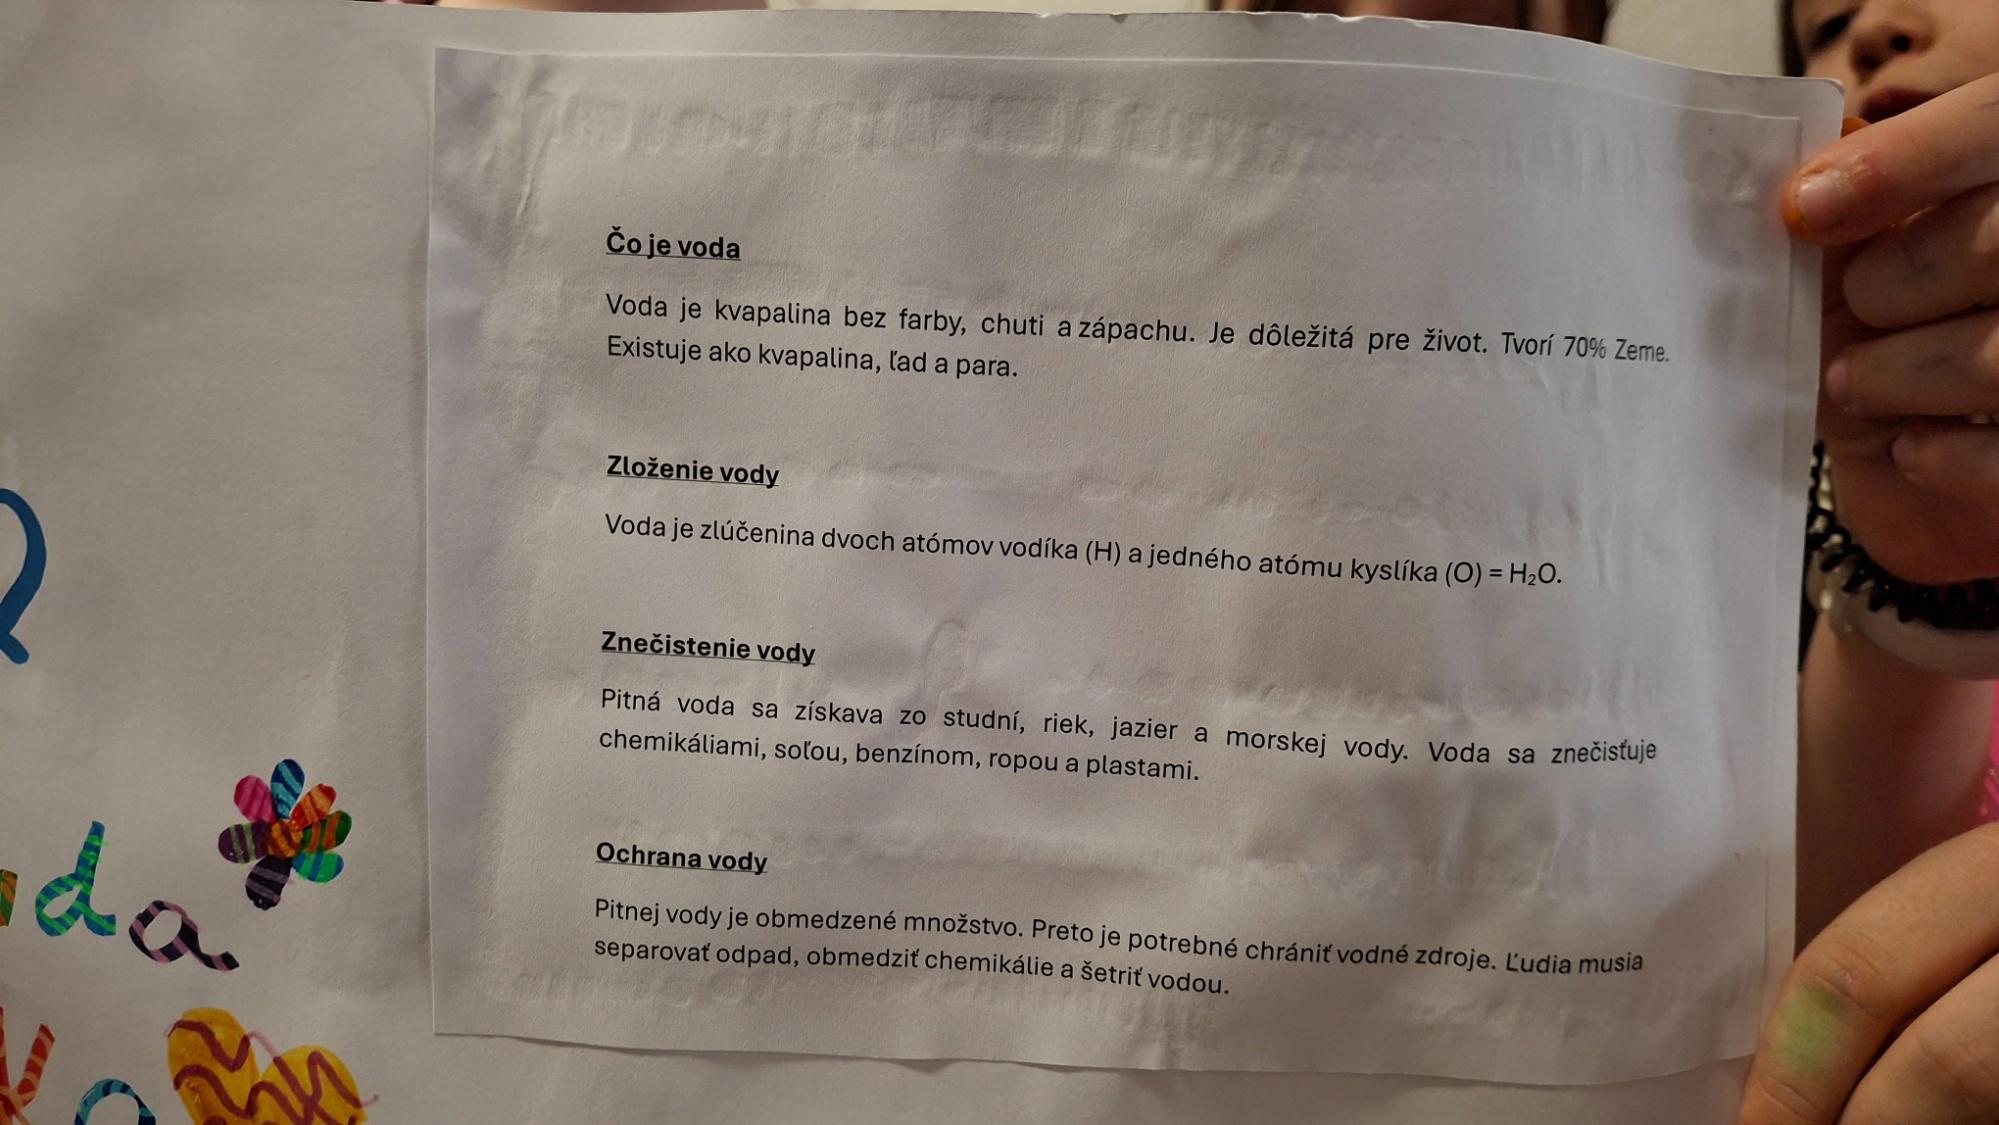 Čo je voda
Voda je kvapalina bez farby, chuti a zápachu. Je dôležitá pre život. Tvorí 70% Zeme.
Existuje ako kvapalina, ľad a para.
Zloženie vody
Voda je zlúčenina dvoch atómov vodíka (H) a jedného atómu kyslíka (O) = H₂O.
Znečistenie vody
Pitná voda sa získava zo studní, riek, jazier a morskej vody. Voda sa znečisťuje
chemikáliami, soľou, benzínom, ropou a plastami.
Ochrana vody
Pitnej vody je obmedzené množstvo. Preto je potrebné chrániť vodné zdroje. Ľudia musia
separovať odpad, obmedziť chemikálie a šetriť vodou.
da